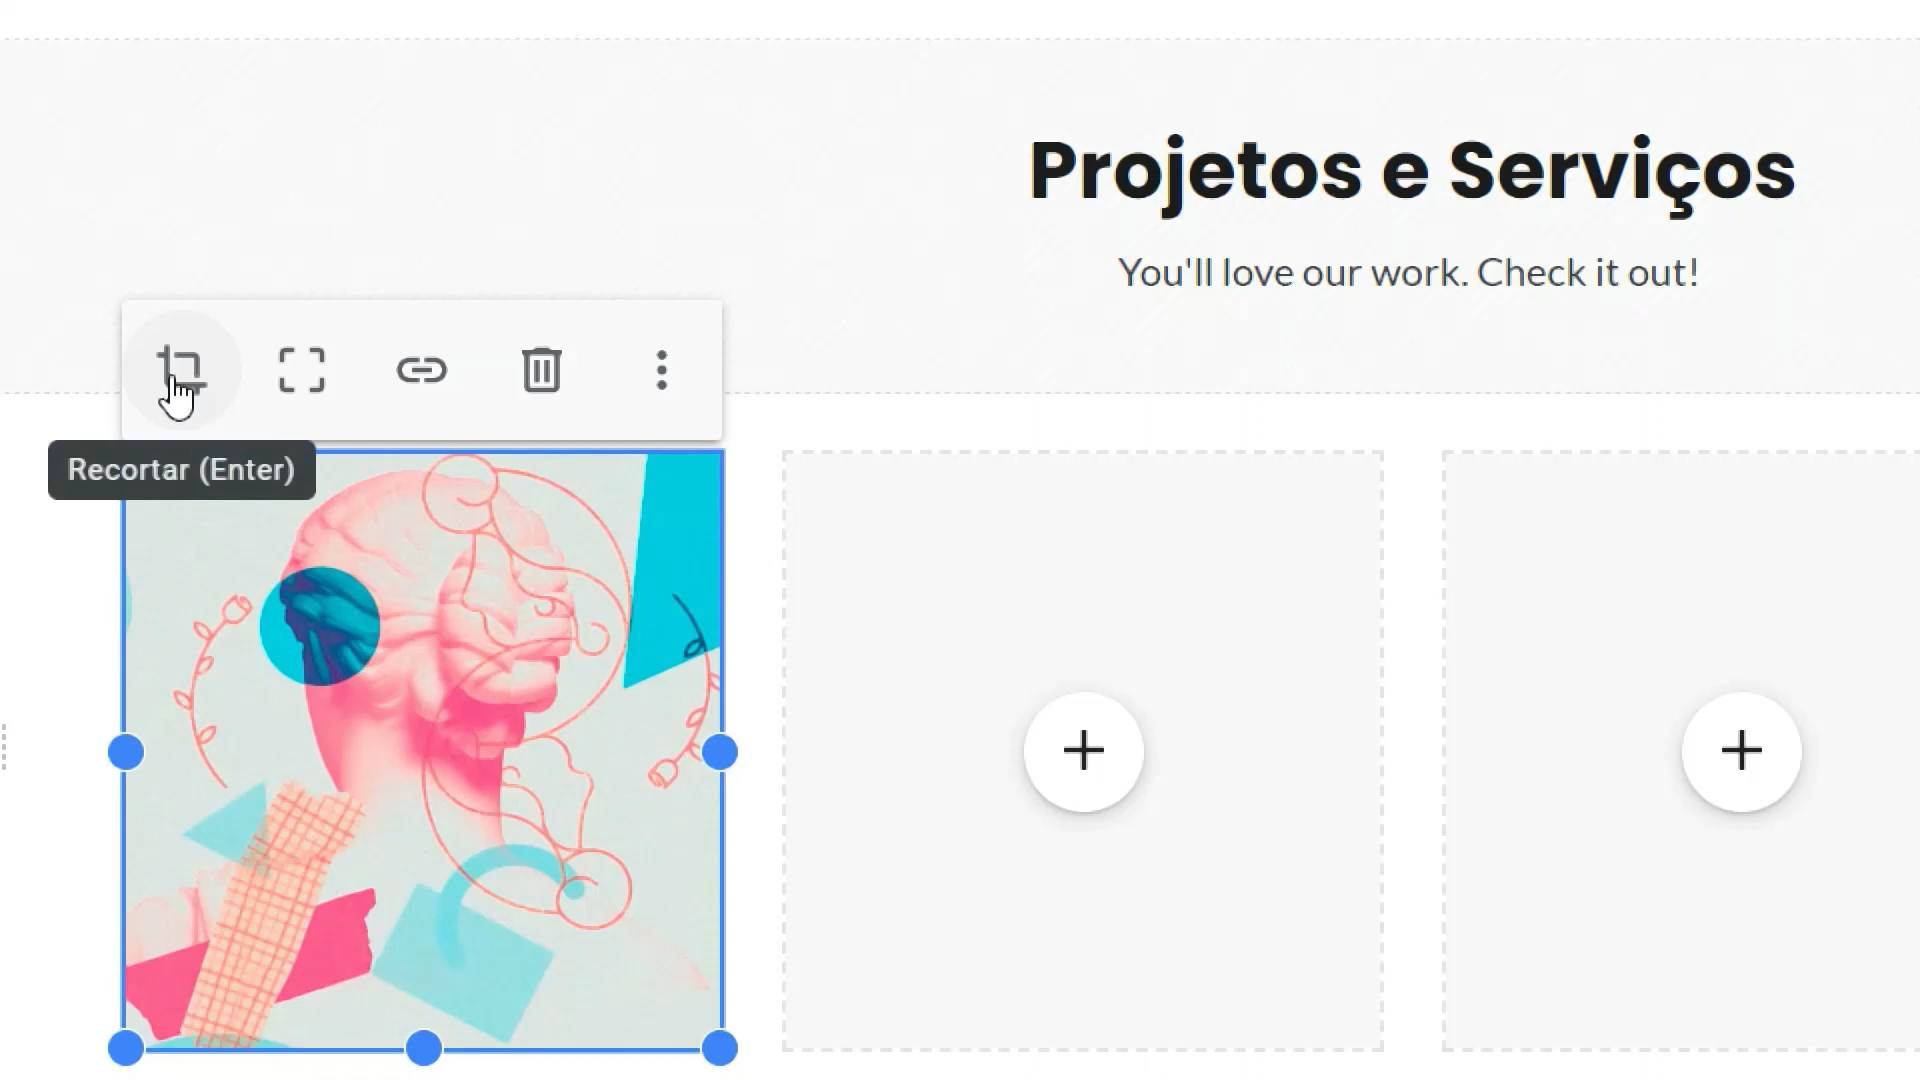 Projetos e Serviços
You'll love our work. Check it out!
Recortar (Enter)